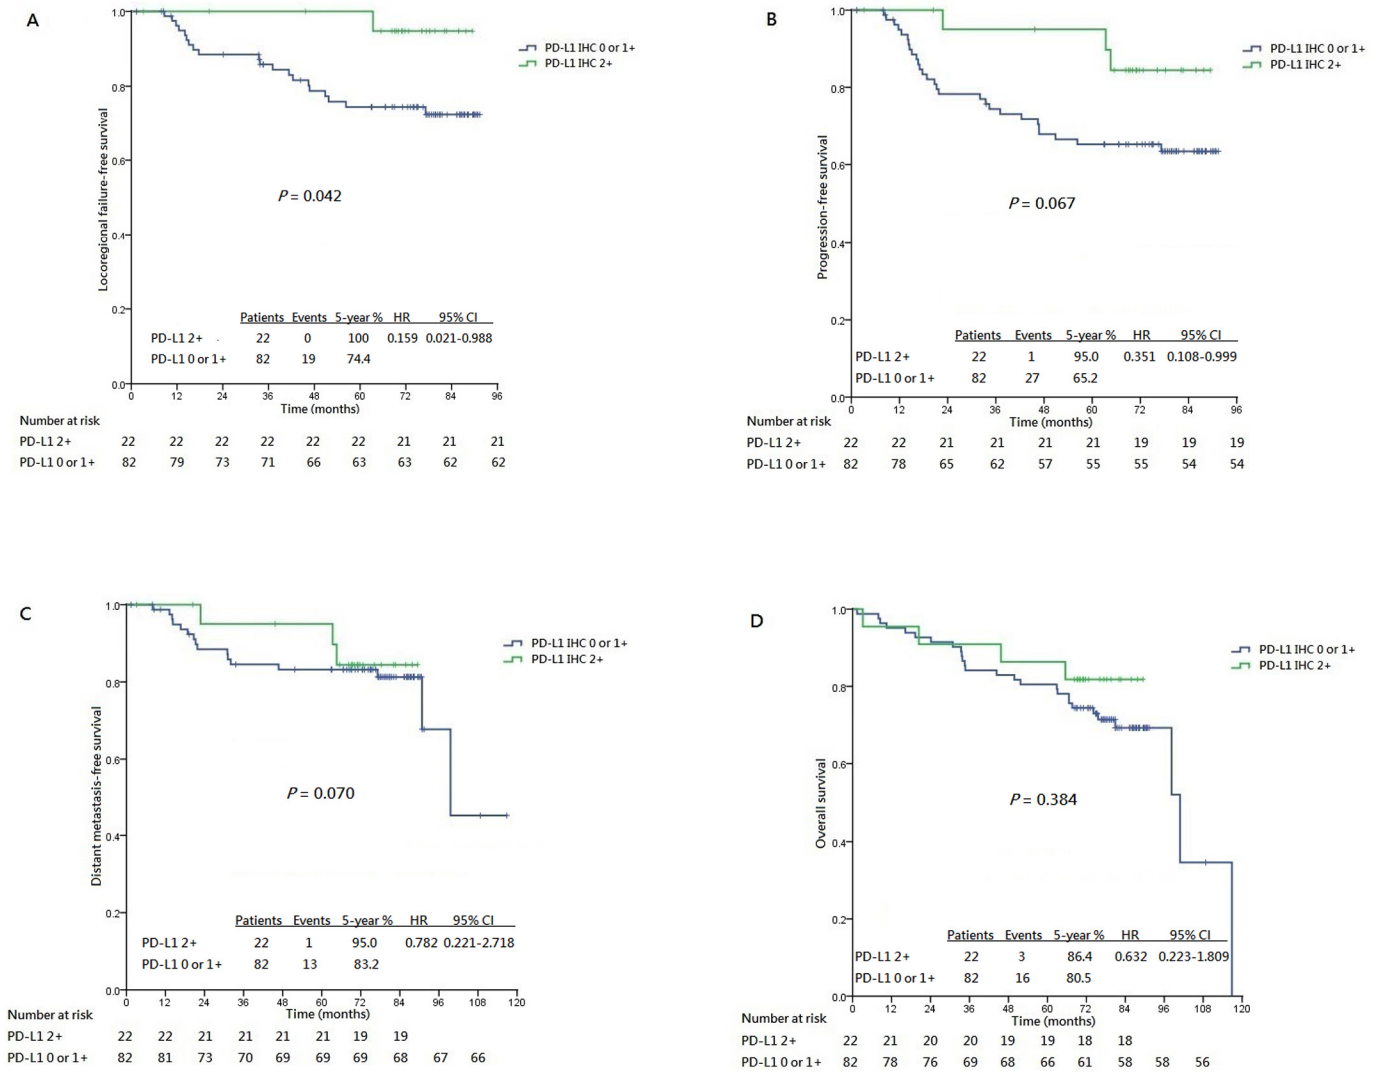 A
1.0
0.8
0.6
0.4
0.2
0.0
Locoregional failure-free survival
PD-L1 IHC 0 or 1+
PD-L1 IHC 2+
P = 0.042
Patients Events 5-year % HR 95% CI
PD-L1 2+ 22 0 100 0.159 0.021-0.988
PD-L1 0 or 1+ 82 19 74.4
0 12 24 36 48 60 72 84 96
Time (months)
Number at risk
PD-L1 2+ 22 22 22 22 22 22 21 21 21
PD-L1 0 or 1+ 82 79 73 71 66 63 63 62 62
B
1.0
0.8
0.6
0.4
0.2
0.0
Progression-free survival
PD-L1 IHC 0 or 1+
PD-L1 IHC 2+
P = 0.067
Patients Events 5-year % HR 95% CI
PD-L1 2+ 22 1 95.0 0.351 0.108-0.999
PD-L1 0 or 1+ 82 27 65.2
0 12 24 36 48 60 72 84 96
Time (months)
Number at risk
PD-L1 2+ 22 22 21 21 21 21 19 19 19
PD-L1 0 or 1+ 82 78 65 62 57 55 55 54 54
C
1.0
0.8
0.6
0.4
0.2
0.0
Distant metastasis-free survival
PD-L1 IHC 0 or 1+
PD-L1 IHC 2+
P = 0.070
Patients Events 5-year % HR 95% CI
PD-L1 2+ 22 1 95.0 0.782 0.221-2.718
PD-L1 0 or 1+ 82 13 83.2
0 12 24 36 48 60 72 84 96 108 120
Time (months)
Number at risk
PD-L1 2+ 22 22 21 21 21 21 19 19
PD-L1 0 or 1+ 82 81 73 70 69 69 69 68 67 66
D
1.0
0.8
0.6
0.4
0.2
0.0
Overall survival
PD-L1 IHC 0 or 1+
PD-L1 IHC 2+
P = 0.384
Patients Events 5-year % HR 95% CI
PD-L1 2+ 22 3 86.4 0.632 0.223-1.809
PD-L1 0 or 1+ 82 16 80.5
0 12 24 36 48 60 72 84 96 108 120
Time (months)
Number at risk
PD-L1 2+ 22 21 20 20 19 19 18 18
PD-L1 0 or 1+ 82 78 76 69 68 66 61 58 58 56